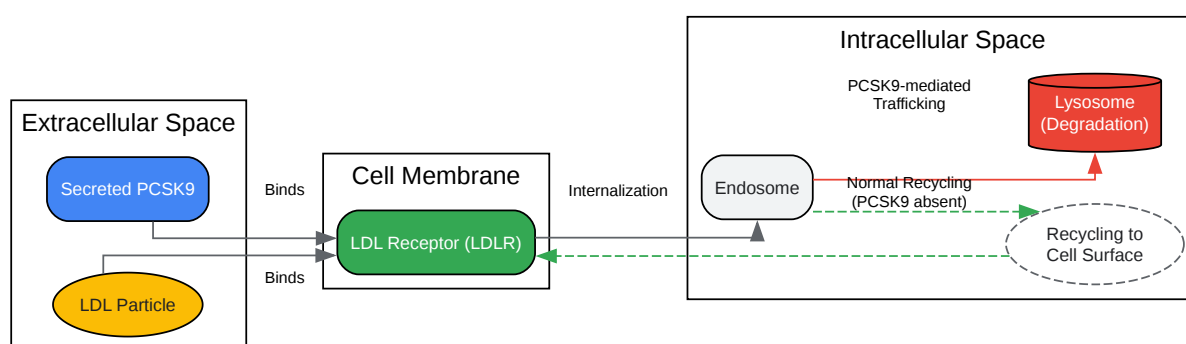 Extracellular Space
Secreted PCSK9
LDL Particle
Binds
Binds
Cell Membrane
LDL Receptor (LDLR)
Internalization
Intracellular Space
PCSK9-mediated
Trafficking
Lysosome
(Degradation)
Endosome
Normal Recycling
(PCSK9 absent)
Recycling to
Cell Surface